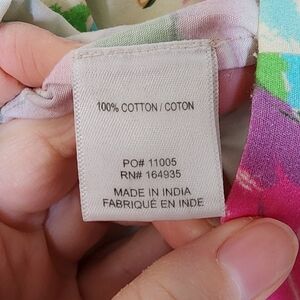 100% COTTON / COTON
PO# 11005
RN# 164935
MADE IN INDIA
FABRIQUÉ EN INDE